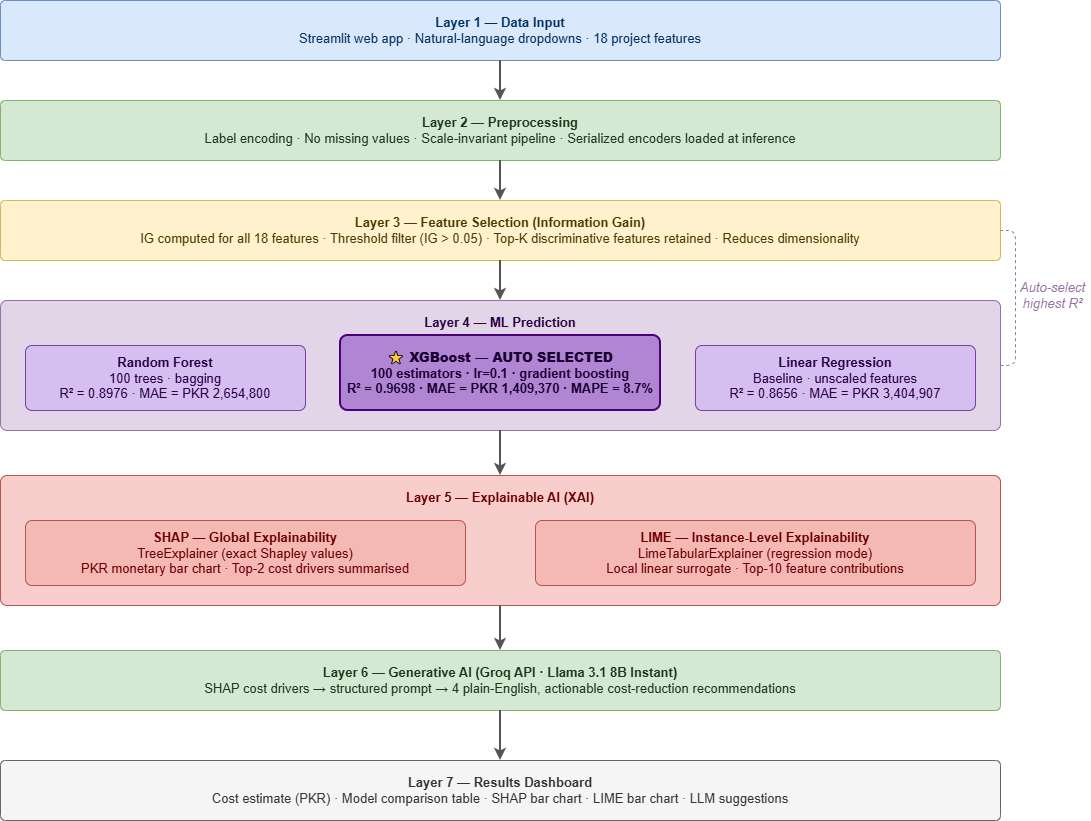 Layer 1 — Data Input
Streamlit web app · Natural-language dropdowns · 18 project features
Layer 2 — Preprocessing
Label encoding · No missing values · Scale-invariant pipeline · Serialized encoders loaded at inference
Layer 3 — Feature Selection (Information Gain)
IG computed for all 18 features · Threshold filter (IG > 0.05) · Top-K discriminative features retained · Reduces dimensionality
Auto-select
highest R²
Layer 4 — ML Prediction
Random Forest
100 trees · bagging
R² = 0.8976 · MAE = PKR 2,654,800
⭐ XGBoost — AUTO SELECTED
100 estimators · lr=0.1 · gradient boosting
R² = 0.9698 · MAE = PKR 1,409,370 · MAPE = 8.7%
Linear Regression
Baseline · unscaled features
R² = 0.8656 · MAE = PKR 3,404,907
Layer 5 — Explainable AI (XAI)
SHAP — Global Explainability
TreeExplainer (exact Shapley values)
PKR monetary bar chart · Top-2 cost drivers summarised
LIME — Instance-Level Explainability
LimeTabularExplainer (regression mode)
Local linear surrogate · Top-10 feature contributions
Layer 6 — Generative AI (Groq API · Llama 3.1 8B Instant)
SHAP cost drivers → structured prompt → 4 plain-English, actionable cost-reduction recommendations
Layer 7 — Results Dashboard
Cost estimate (PKR) · Model comparison table · SHAP bar chart · LIME bar chart · LLM suggestions